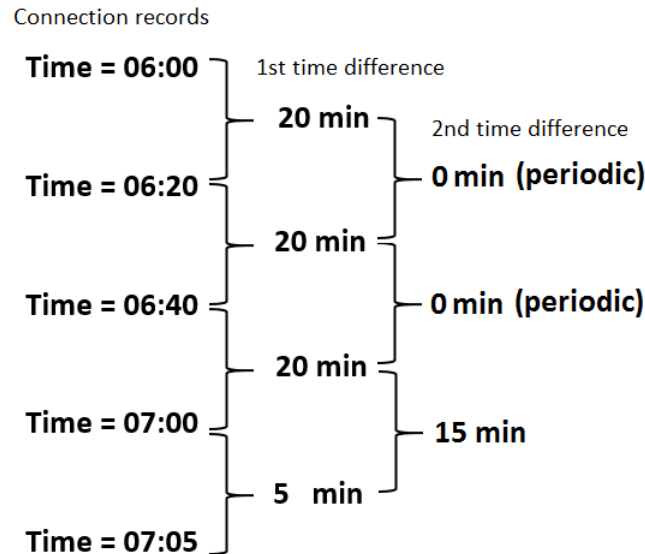 Connection records
Time = 06:00
1st time difference
20 min
2nd time difference
0 min (periodic)
Time = 06:20
20 min
Time = 06:40
0 min (periodic)
20 min
Time = 07:00
15 min
5 min
Time = 07:05